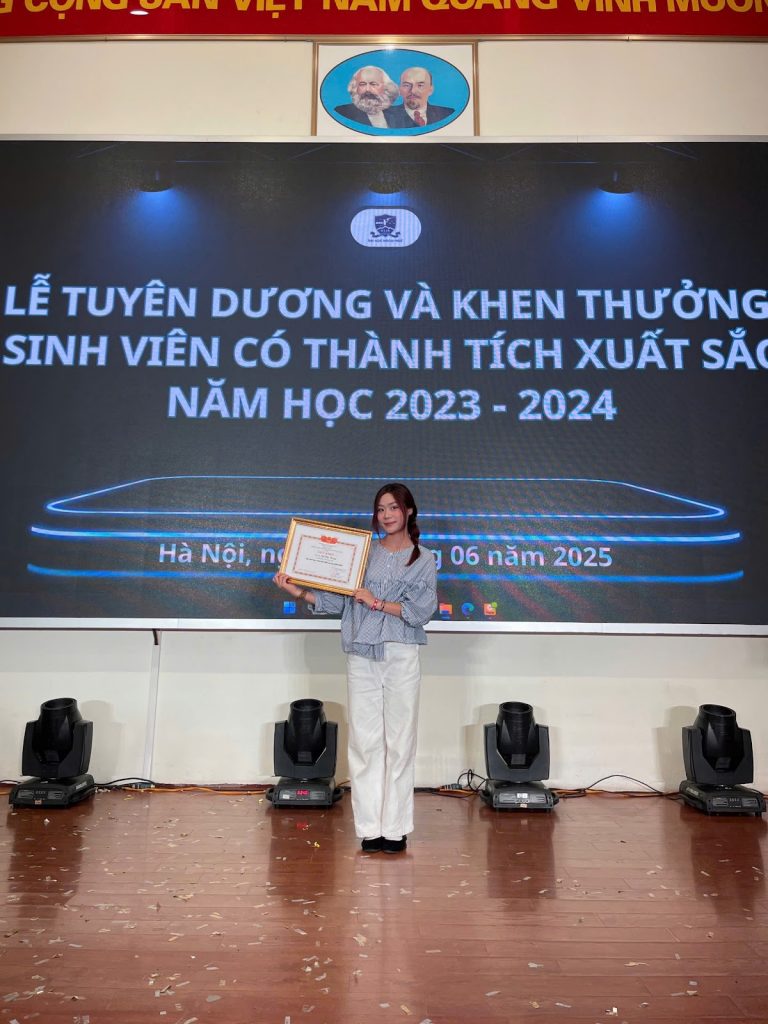 CỘNG SẢN VIỆT NAM QUANG VINH MUÔN
LỄ TUYÊN DƯƠNG VÀ KHEN THƯỞNG
SINH VIÊN CÓ THÀNH TÍCH XUẤT SẮC
NĂM HỌC 2023 - 2024
Hà Nội, 06 năm 2025